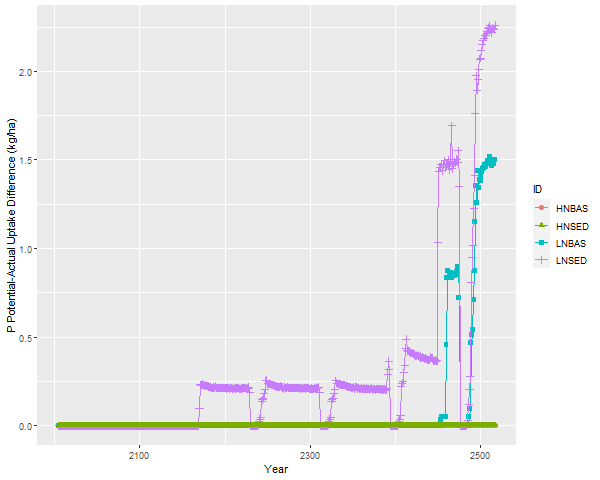 P Potential-Actual Uptake Difference (kg/ha)
2.0
1.5
1.0
0.5
0.0
2100
2300
2500
Year
ID
HNBAS
HNSED
LNBAS
LNSED